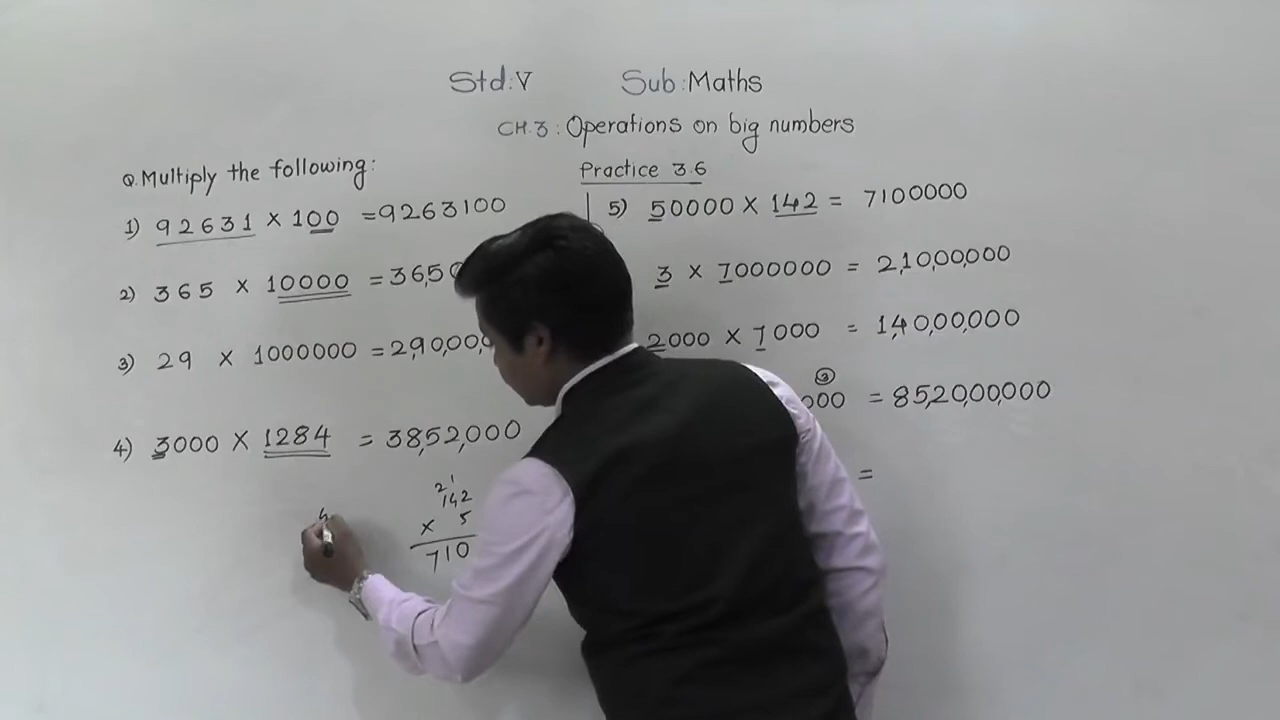 Std:V Sub:Maths
CH.3: Operations on big numbers
Q.Multiply the following:
1) 92631 × 100 =9263100
2) 365 × 10000 =36,5
3) 29 × 1000000 =2,90,00,
4) 3000 × 1284 = 38,52,000
21
142
× 5
710
Practice 3.6
5) 50000 × 142 = 7100000
3 × 7000000 = 2,10,00,000
2000 × 7000 = 1,40,00,000
000 = 85,20,00,000
=